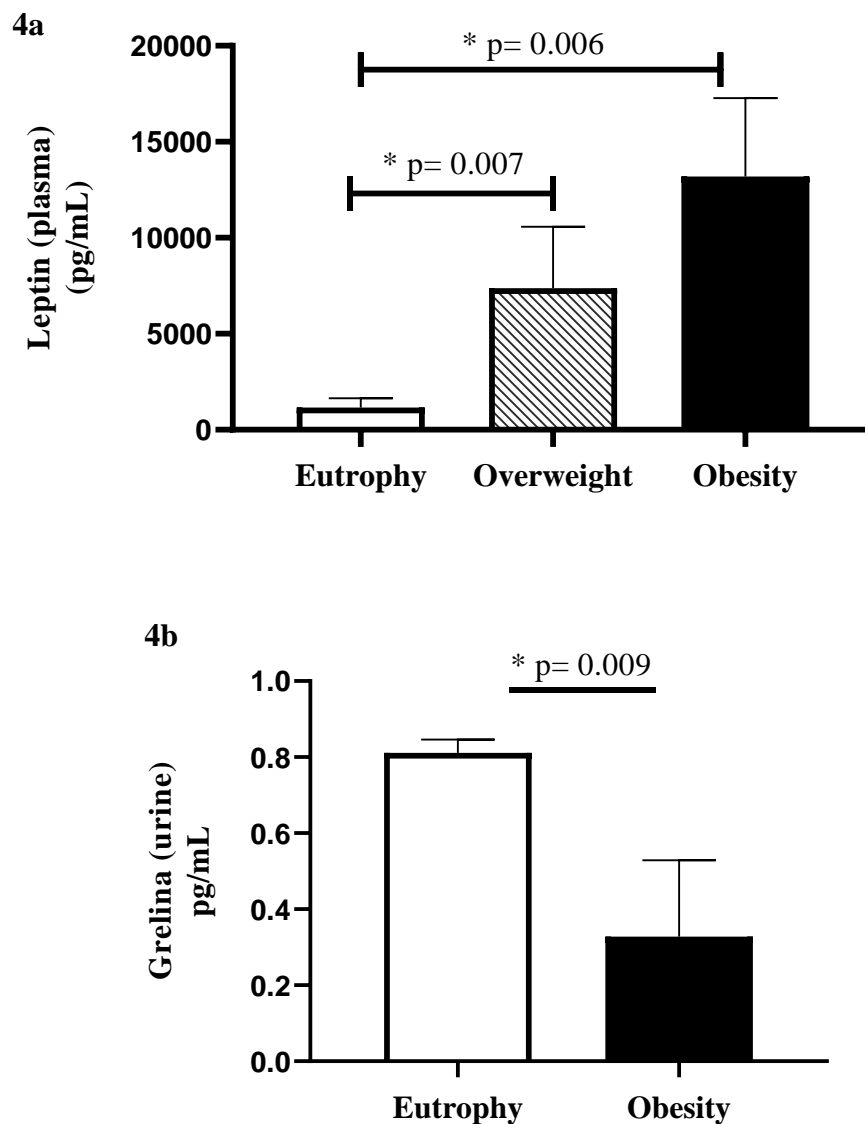 4a
* p= 0.006
* p= 0.007
Leptin (plasma)
(pg/mL)
20000
15000
10000
5000
0
Eutrophy Overweight Obesity
4b
* p= 0.009
Grelina (urine)
pg/mL
1.0
0.8
0.6
0.4
0.2
0.0
Eutrophy Obesity